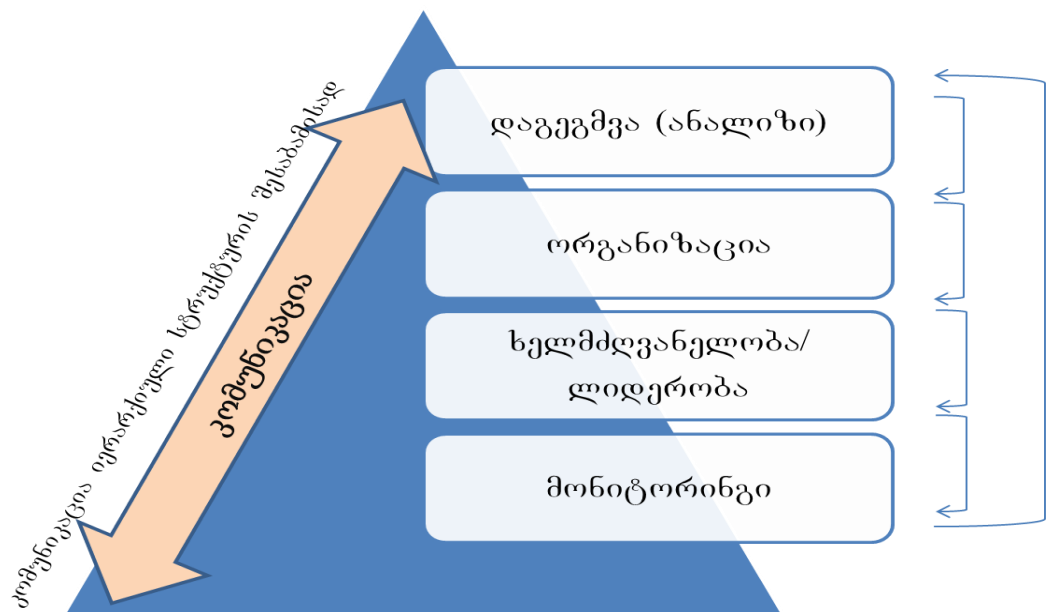 დაგეგმვა (ანალიზი)
ორგანიზაცია
ხელმძღვანელობა/
ლიდერობა
მონიტორინგი
კომუნიკაცია
კომუნიკაცია იერარქიული სტრუქტურის შესაბამისად